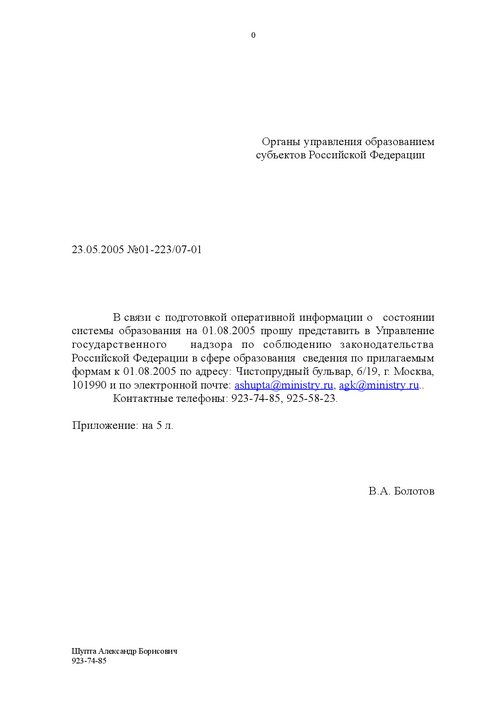 0
Органы управления образованием
субъектов Российской Федерации
23.05.2005 №01-223/07-01
В связи с подготовкой оперативной информации о состоянии
системы образования на 01.08.2005 прошу представить в Управление
государственного надзора по соблюдению законодательства
Российской Федерации в сфере образования сведения по прилагаемым
формам к 01.08.2005 по адресу: Чистопрудный бульвар, 6/19, г. Москва,
101990 и по электронной почте: ashupta@ministry.ru, agk@ministry.ru..
Контактные телефоны: 923-74-85, 925-58-23.
Приложение: на 5 л.
В.А. Болотов
Шупта Александр Борисович
923-74-85